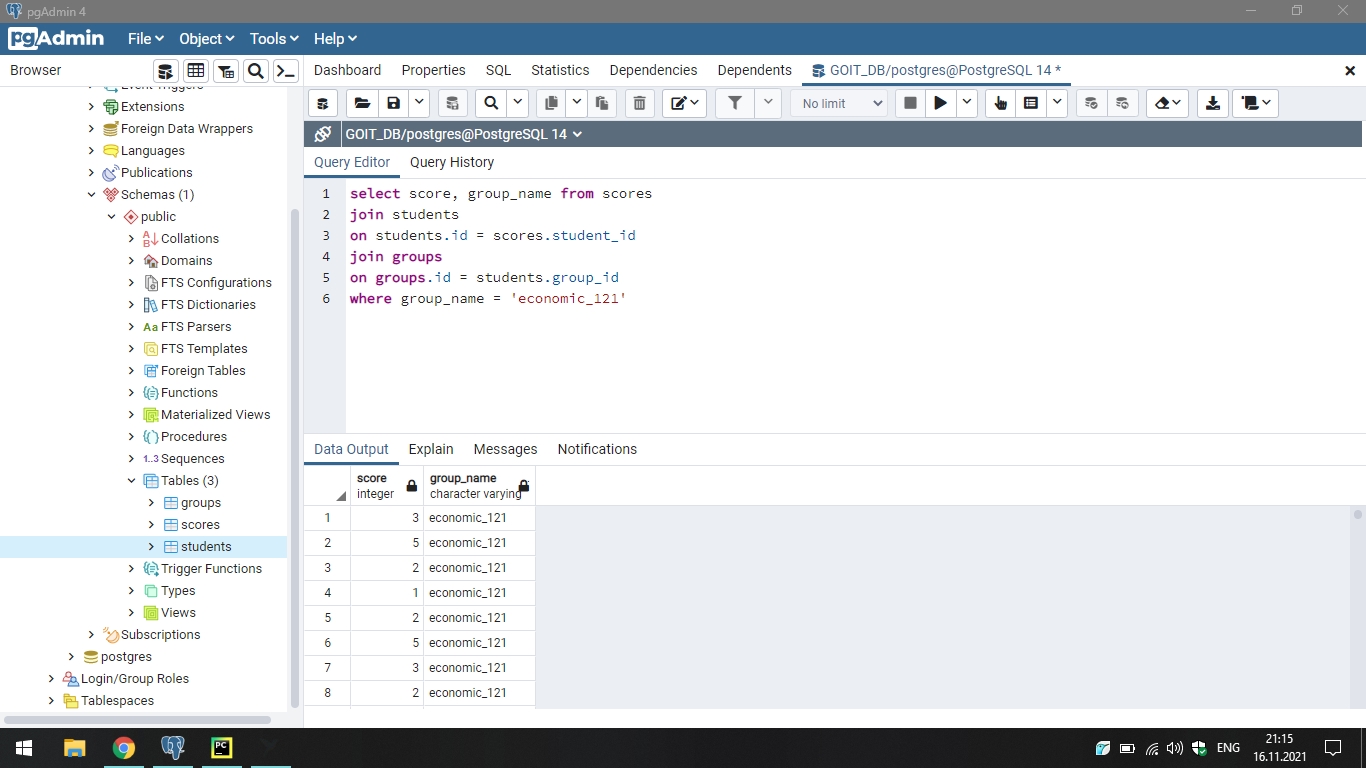 pgAdmin 4
pgAdmin
File Object Tools Help
Browser
Dashboard Properties SQL Statistics Dependencies Dependents GOIT_DB/postgres@PostgreSQL 14 *
No limit
GOIT_DB/postgres@PostgreSQL 14
Query Editor Query History
Event Triggers
Extensions
Foreign Data Wrappers
Languages
Publications
Schemas (1)
public
Collations
Domains
FTS Configurations
FTS Dictionaries
Aa FTS Parsers
FTS Templates
Foreign Tables
Functions
Materialized Views
Procedures
1..3 Sequences
Tables (3)
groups
scores
students
Trigger Functions
Types
Views
Subscriptions
postgres
Login/Group Roles
Tablespaces
1 select score, group_name from scores
2 join students
3 on students.id = scores.student_id
4 join groups
5 on groups.id = students.group_id
6 where group_name = 'economic_121'
Data Output Explain Messages Notifications
score group_name
integer character varying
1 3 economic_121
2 5 economic_121
3 2 economic_121
4 1 economic_121
5 2 economic_121
6 5 economic_121
7 3 economic_121
8 2 economic_121
PC
ENG
21:15
16.11.2021